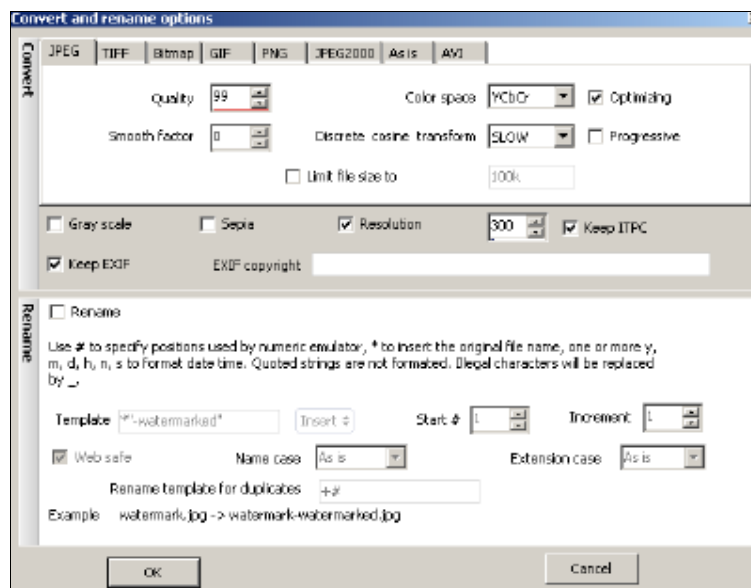 Convert and rename options
Convert
JPEG TIFF Bitmap GIF PNG JPEG2000 As is AVI
Quality 99 Color space YCbCr Optimizing
Smooth factor 0 Discrete cosine transform SLOW Progressive
Limit file size to 100k
Gray scale Sepia Resolution 300 Keep ITPC
Keep EXIF EXIF copyright
Rename
Rename
Use # to specify positions used by numeric emulator, * to insert the original file name, one or more y,
m, d, h, n, s to format date time. Quoted strings are not formated. Illegal characters will be replaced
by _.
Template *"-watermarked" Insert Start # 1 Increment 1
Web safe Name case As is Extension case As is
Rename template for duplicates +#
Example watermark.jpg -> watermark-watermarked.jpg
OK Cancel